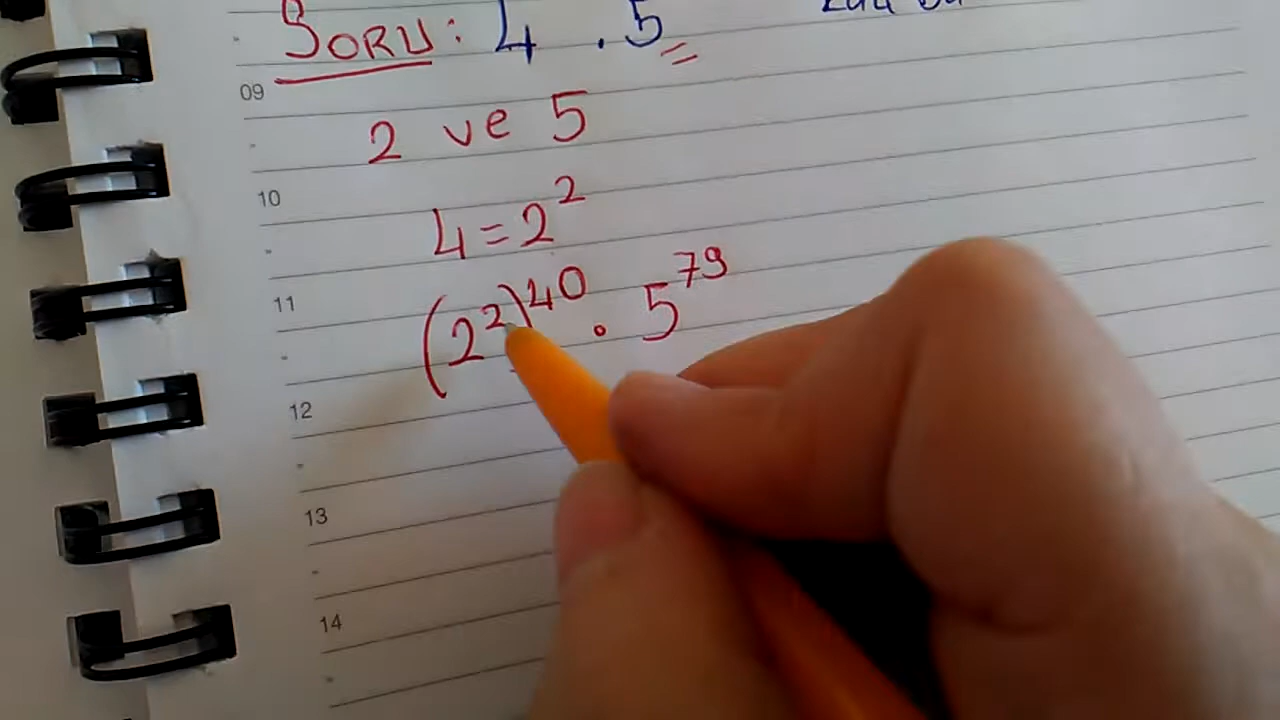 SORU: 4 . 5
09
2 ve 5
10
4=2²
11
(2²)⁴⁰ . 5⁷⁹
12
13
14